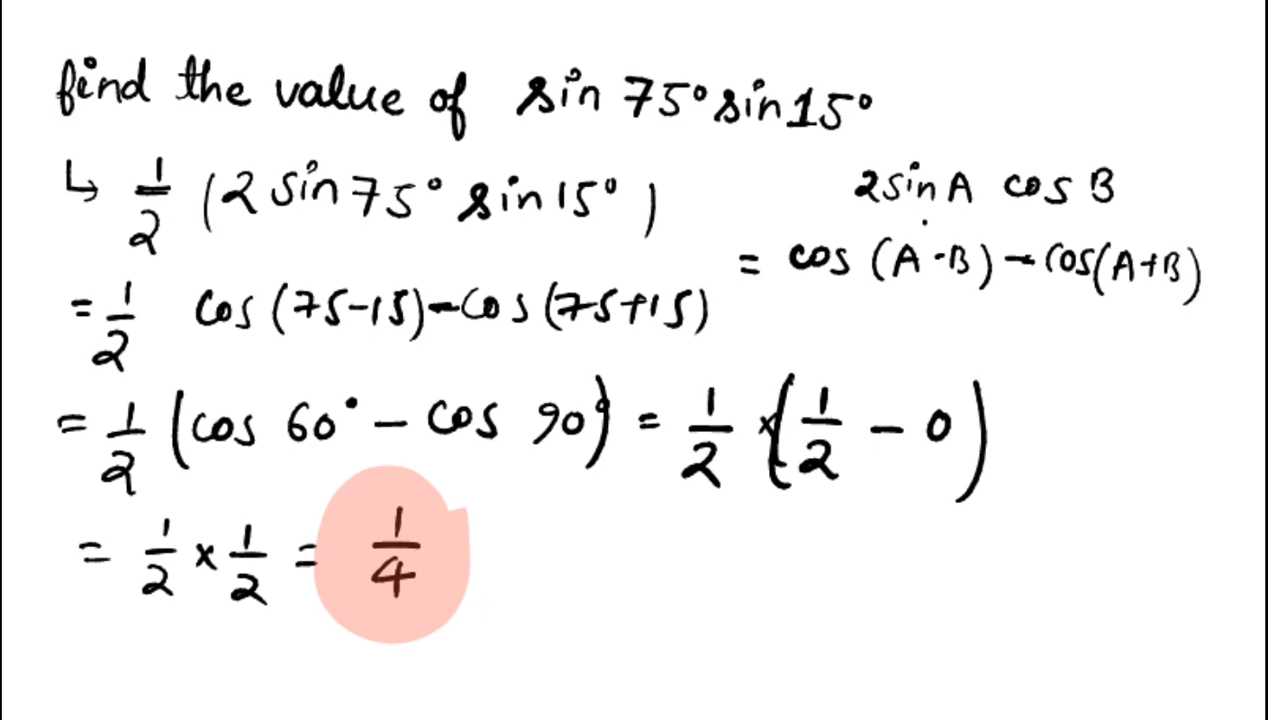 find the value of sin 75° sin 15°
↳ 1/2 (2 sin 75° sin 15°)
2 sin A cos B
= cos (A-B) - cos(A+B)
= 1/2 cos (75-15) - cos (75+15)
= 1/2 (cos 60° - cos 90) = 1/2 × (1/2 - 0)
= 1/2 × 1/2 = 1/4